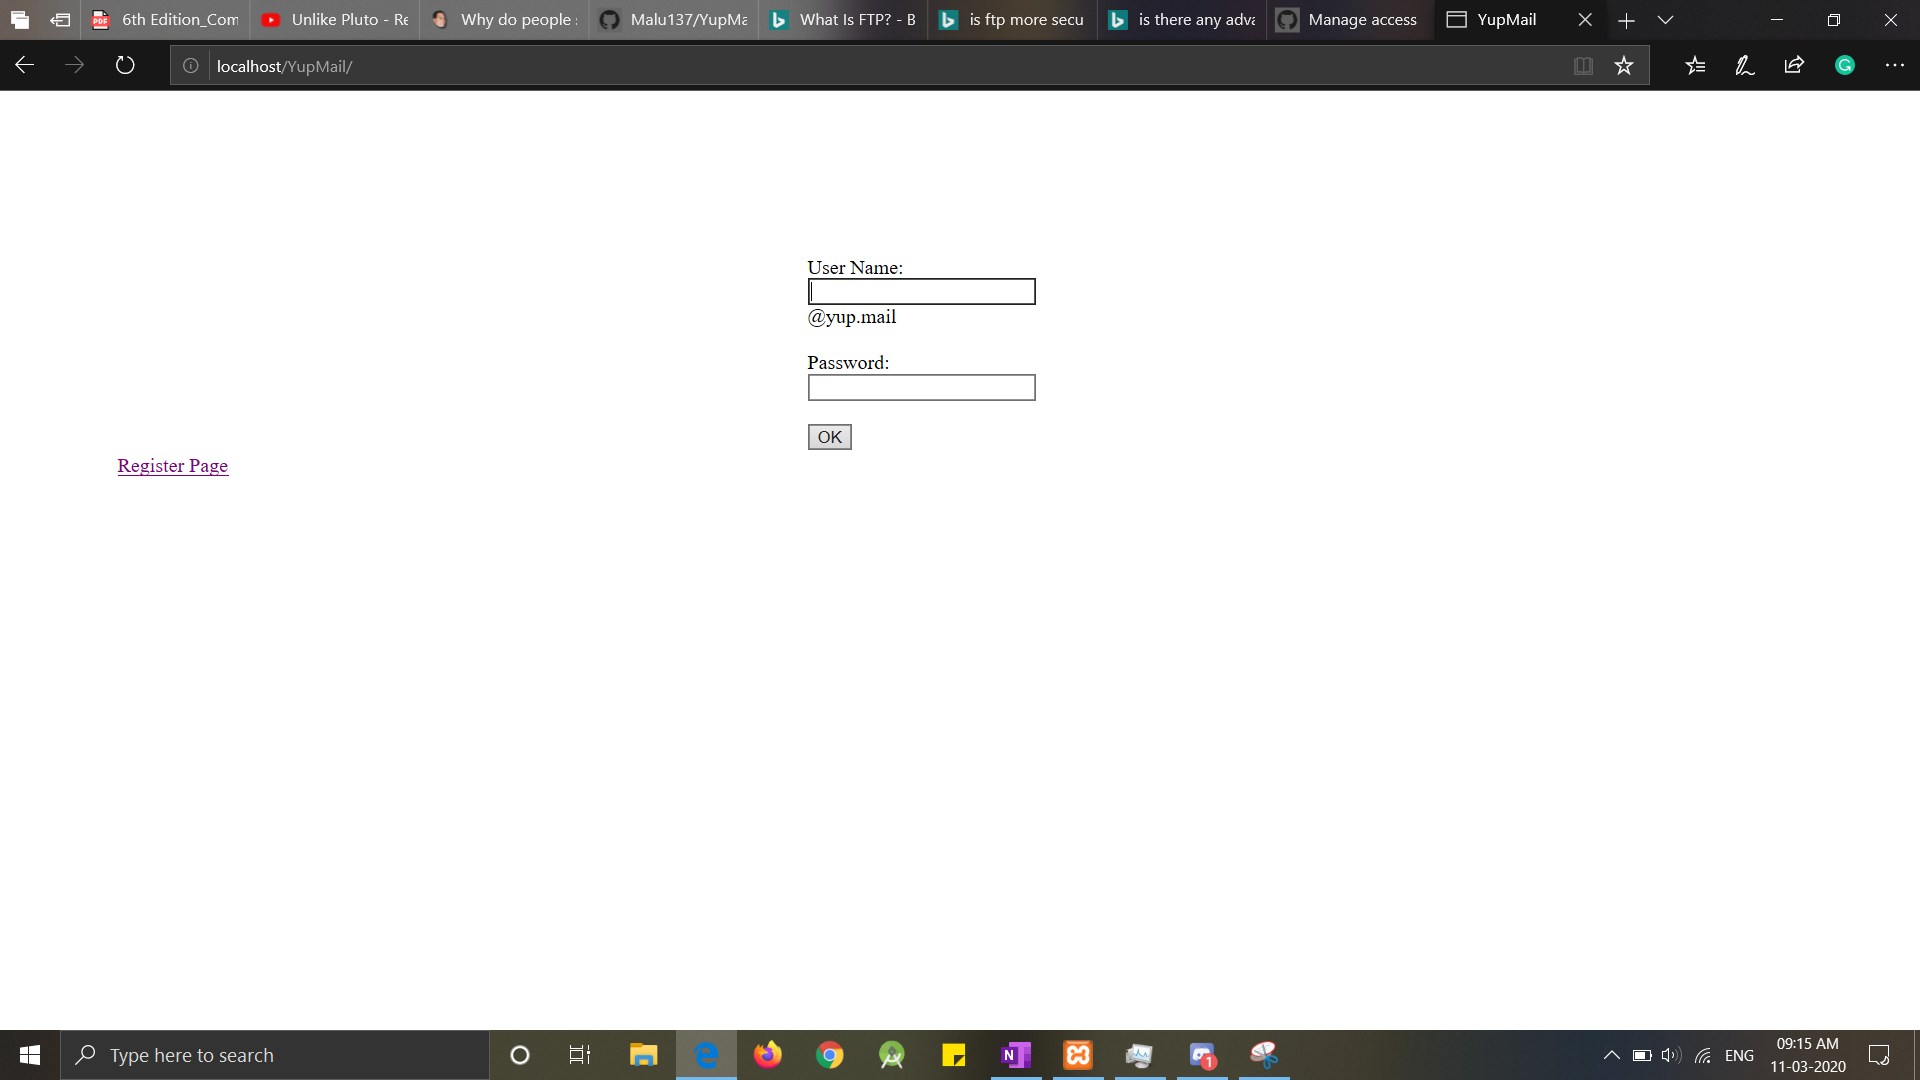 6th Edition_Com
Unlike Pluto - Re
Why do people
Malu137/YupMa
What Is FTP? - B
is ftp more secu
is there any adva
Manage access
YupMail
localhost/YupMail/
User Name:
@yup.mail
Password:
OK
Register Page
Type here to search
ENG
09:15 AM
11-03-2020